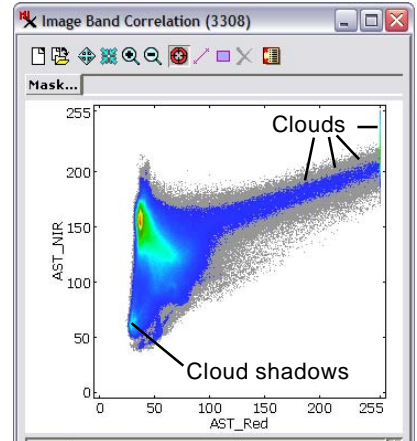 Image Band Correlation (3308)
Mask...
255
Clouds
200
150
100
50
0
AST_NIR
Cloud shadows
0 50 100 150 200 255
AST_Red